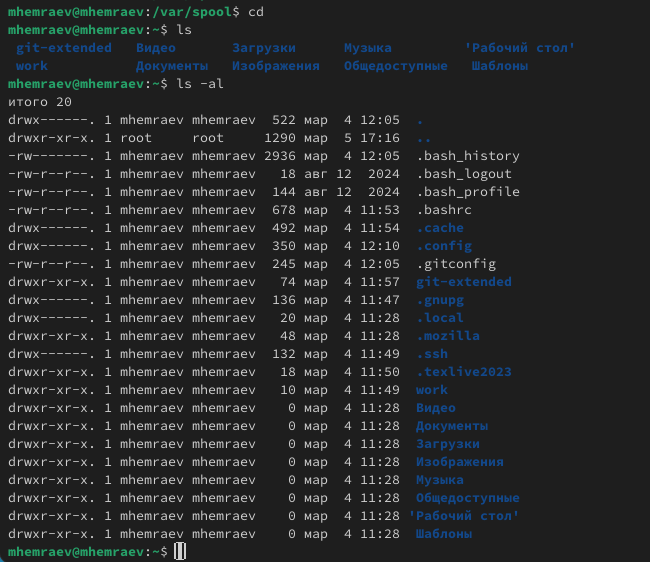 mhemraev@mhemraev:/var/spool$ cd
mhemraev@mhemraev:~$ ls
 git-extended   Видео       Загрузки      Музыка        'Рабочий стол'
 work           Документы   Изображения   Общедоступные   Шаблоны
mhemraev@mhemraev:~$ ls -al
итого 20
drwx------. 1 mhemraev mhemraev  522 мар  4 12:05  .
drwxr-xr-x. 1 root     root     1290 мар  5 17:16  ..
-rw-------. 1 mhemraev mhemraev 2936 мар  4 12:05  .bash_history
-rw-r--r--. 1 mhemraev mhemraev   18 авг 12  2024  .bash_logout
-rw-r--r--. 1 mhemraev mhemraev  144 авг 12  2024  .bash_profile
-rw-r--r--. 1 mhemraev mhemraev  678 мар  4 11:53  .bashrc
drwx------. 1 mhemraev mhemraev  492 мар  4 11:54  .cache
drwx------. 1 mhemraev mhemraev  350 мар  4 12:10  .config
-rw-r--r--. 1 mhemraev mhemraev  245 мар  4 12:05  .gitconfig
drwxr-xr-x. 1 mhemraev mhemraev   74 мар  4 11:57  git-extended
drwx------. 1 mhemraev mhemraev  136 мар  4 11:47  .gnupg
drwx------. 1 mhemraev mhemraev   20 мар  4 11:28  .local
drwxr-xr-x. 1 mhemraev mhemraev   48 мар  4 11:28  .mozilla
drwx------. 1 mhemraev mhemraev  132 мар  4 11:49  .ssh
drwxr-xr-x. 1 mhemraev mhemraev   18 мар  4 11:50  .texlive2023
drwxr-xr-x. 1 mhemraev mhemraev   10 мар  4 11:49  work
drwxr-xr-x. 1 mhemraev mhemraev    0 мар  4 11:28  Видео
drwxr-xr-x. 1 mhemraev mhemraev    0 мар  4 11:28  Документы
drwxr-xr-x. 1 mhemraev mhemraev    0 мар  4 11:28  Загрузки
drwxr-xr-x. 1 mhemraev mhemraev    0 мар  4 11:28  Изображения
drwxr-xr-x. 1 mhemraev mhemraev    0 мар  4 11:28  Музыка
drwxr-xr-x. 1 mhemraev mhemraev    0 мар  4 11:28  Общедоступные
drwxr-xr-x. 1 mhemraev mhemraev    0 мар  4 11:28 'Рабочий стол'
drwxr-xr-x. 1 mhemraev mhemraev    0 мар  4 11:28  Шаблоны
mhemraev@mhemraev:~$